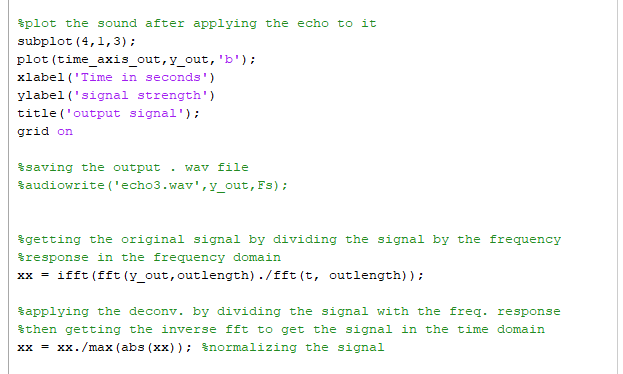 %plot the sound after applying the echo to it
subplot(4,1,3);
plot(time_axis_out,y_out,'b');
xlabel('Time in seconds')
ylabel('signal strength')
title('output signal');
grid on
%saving the output . wav file
%audiowrite('echo3.wav',y_out,Fs);
%getting the original signal by dividing the signal by the frequency
%response in the frequency domain
xx = ifft(fft(y_out,outlength)./fft(t, outlength));
%applying the deconv. by dividing the signal with the freq. response
%then getting the inverse fft to get the signal in the time domain
xx = xx./max(abs(xx)); %normalizing the signal